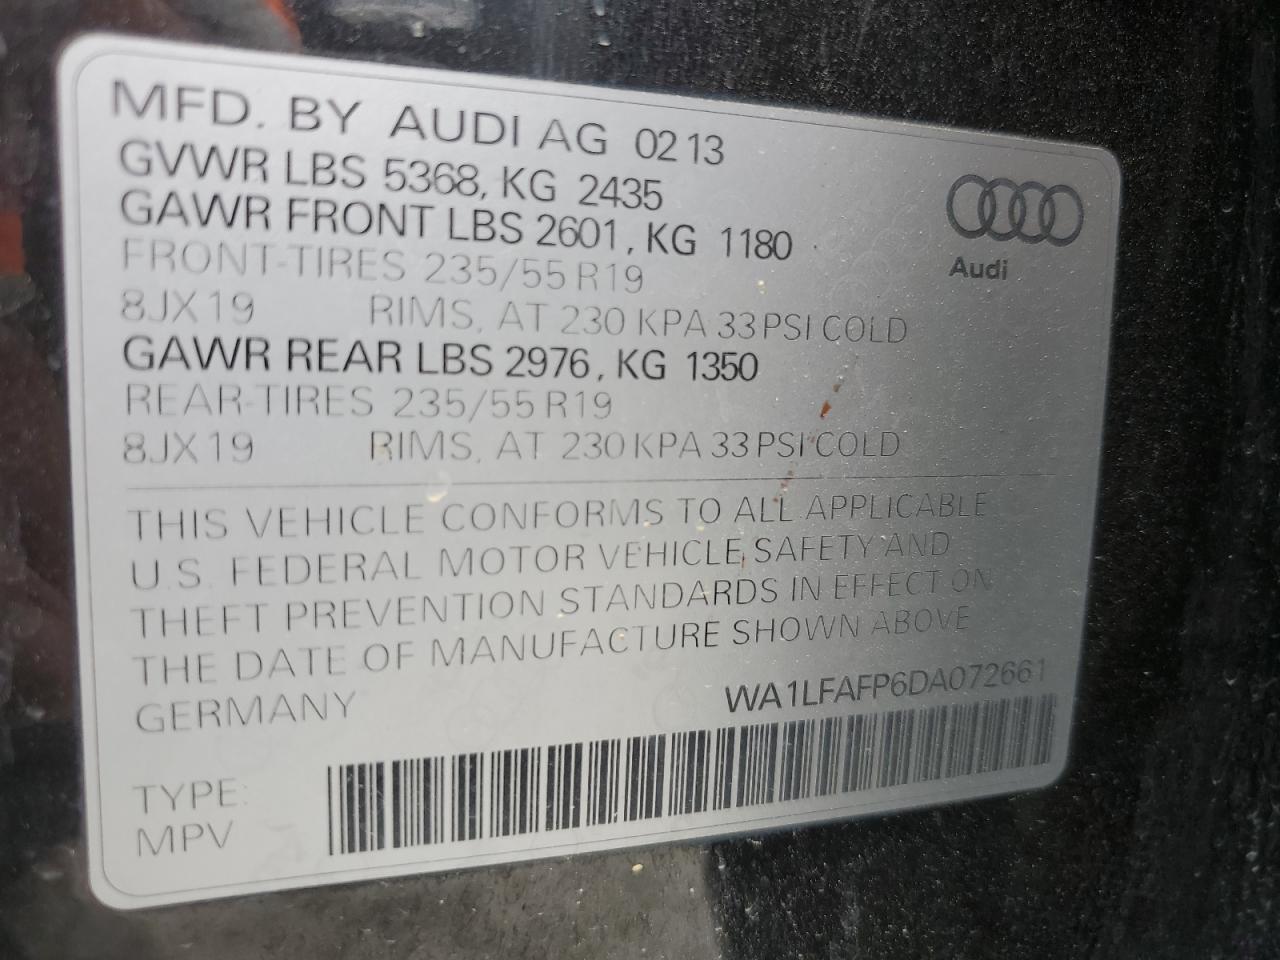 MFD. BY AUDI AG 02 13
GVWR LBS 5368, KG 2435
GAWR FRONT LBS 2601, KG 1180
FRONT-TIRES 235/55 R19
8JX19 RIMS, AT 230 KPA 33 PSI COLD
GAWR REAR LBS 2976, KG 1350
REAR-TIRES 235/55 R19
8JX19 RIMS, AT 230 KPA 33 PSI COLD
Audi
THIS VEHICLE CONFORMS TO ALL APPLICABLE
U.S. FEDERAL MOTOR VEHICLE SAFETY AND
THEFT PREVENTION STANDARDS IN EFFECT ON
THE DATE OF MANUFACTURE SHOWN ABOVE
GERMANY WA1LFAFP6DA072661
TYPE:
MPV